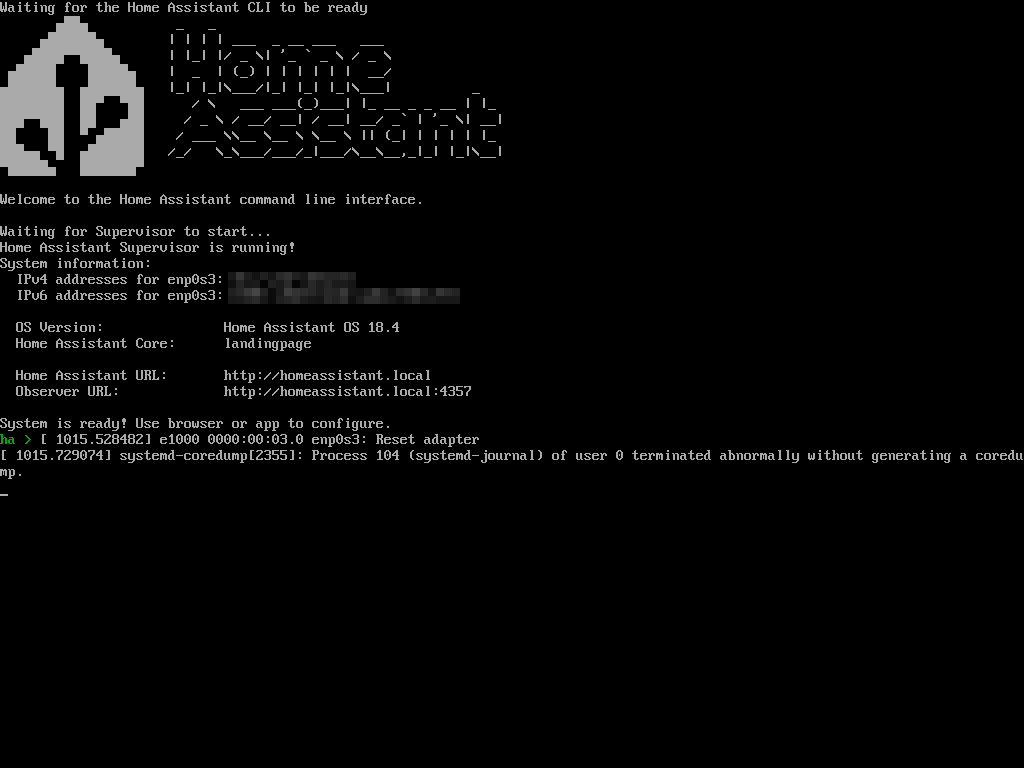 Waiting for the Home Assistant CLI to be ready
Home
Assistant
Welcome to the Home Assistant command line interface.
Waiting for Supervisor to start...
Home Assistant Supervisor is running!
System information:
IPv4 addresses for enp0s3:
IPv6 addresses for enp0s3:
OS Version: Home Assistant OS 18.4
Home Assistant Core: landingpage
Home Assistant URL: http://homeassistant.local
Observer URL: http://homeassistant.local:4357
System is ready! Use browser or app to configure.
ha > [ 1015.528482] e1000 0000:00:03.0 enp0s3: Reset adapter
[ 1015.729074] systemd-coredump[2355]: Process 104 (systemd-journal) of user 0 terminated abnormally without generating a coredu
mp.